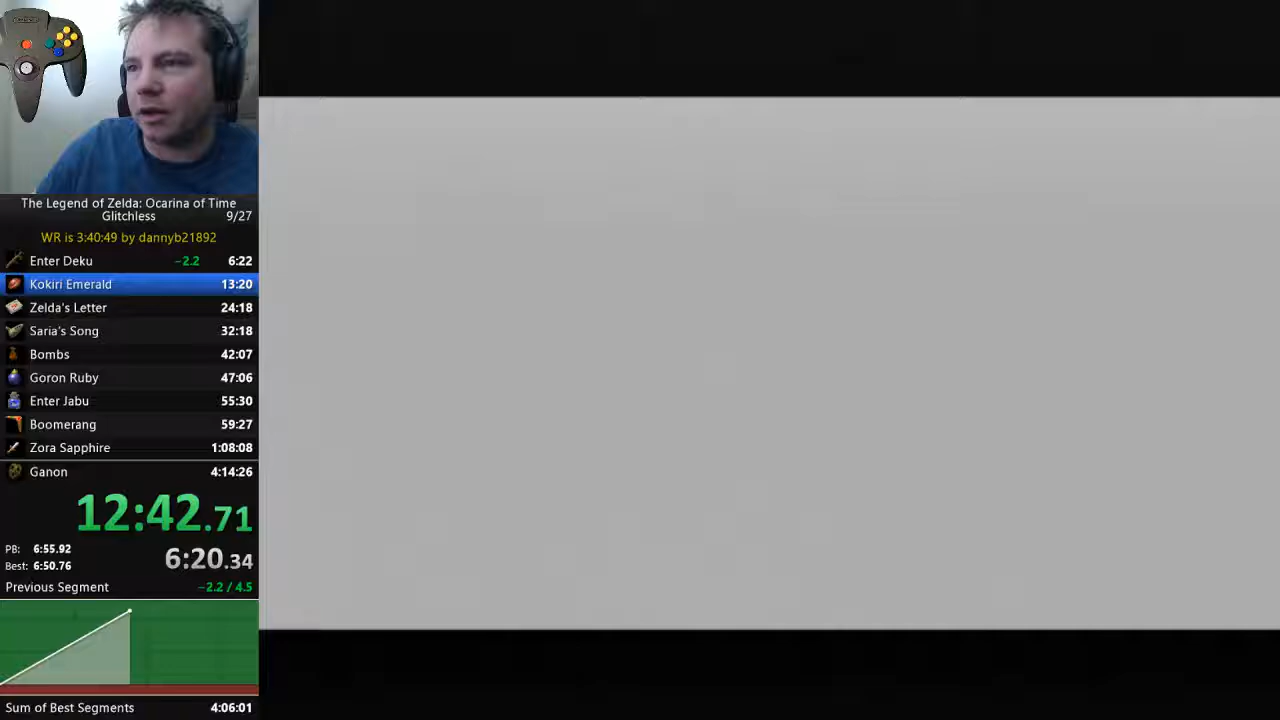 The Legend of Zelda: Ocarina of Time
Glitchless 9/27
WR is 3:40:49 by dannyb21892
Enter Deku −2.2 6:22
Kokiri Emerald 13:20
Zelda's Letter 24:18
Saria's Song 32:18
Bombs 42:07
Goron Ruby 47:06
Enter Jabu 55:30
Boomerang 59:27
Zora Sapphire 1:08:08
Ganon 4:14:26
12:42.71
PB: 6:55.92
Best: 6:50.76
6:20.34
Previous Segment −2.2 / 4.5
Sum of Best Segments 4:06:01